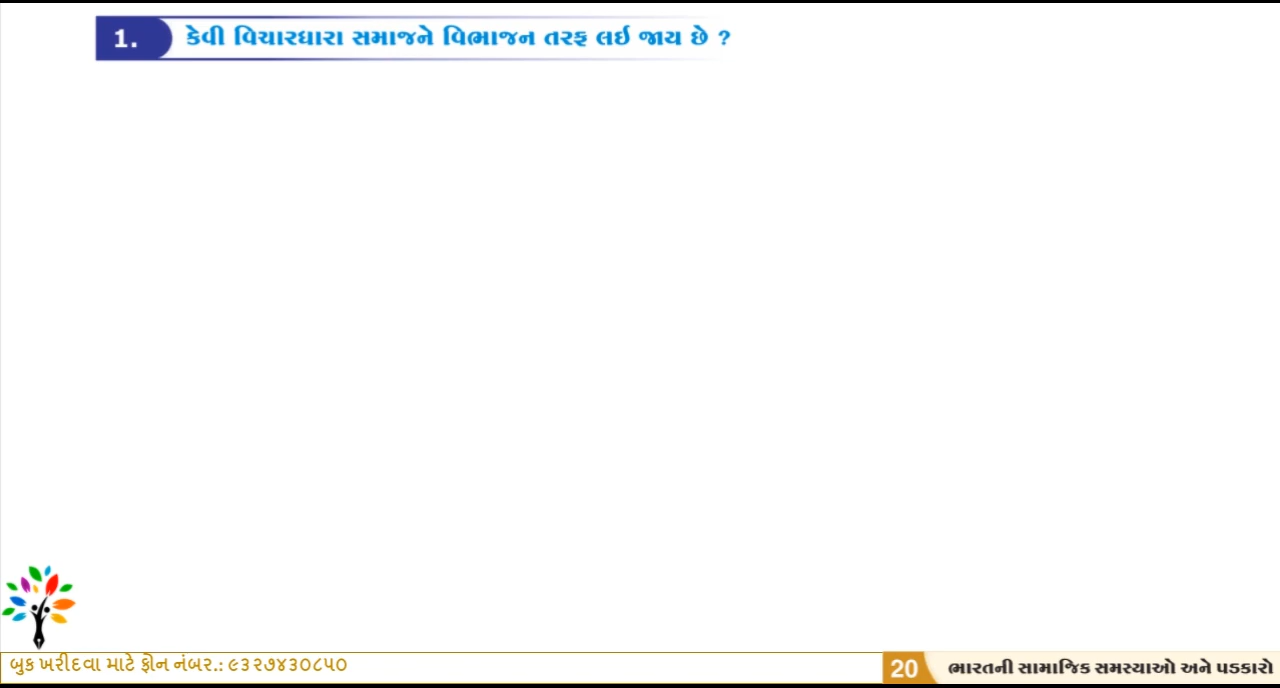 1. કેવી વિચારધારા સમાજને વિભાજન તરફ લઈ જાય છે ?
બુક ખરીદવા માટે ફોન નંબર.: ૯૩૨૭૪૩૦૮૫૦
20 ભારતની સામાજિક સમસ્યાઓ અને પડકારો